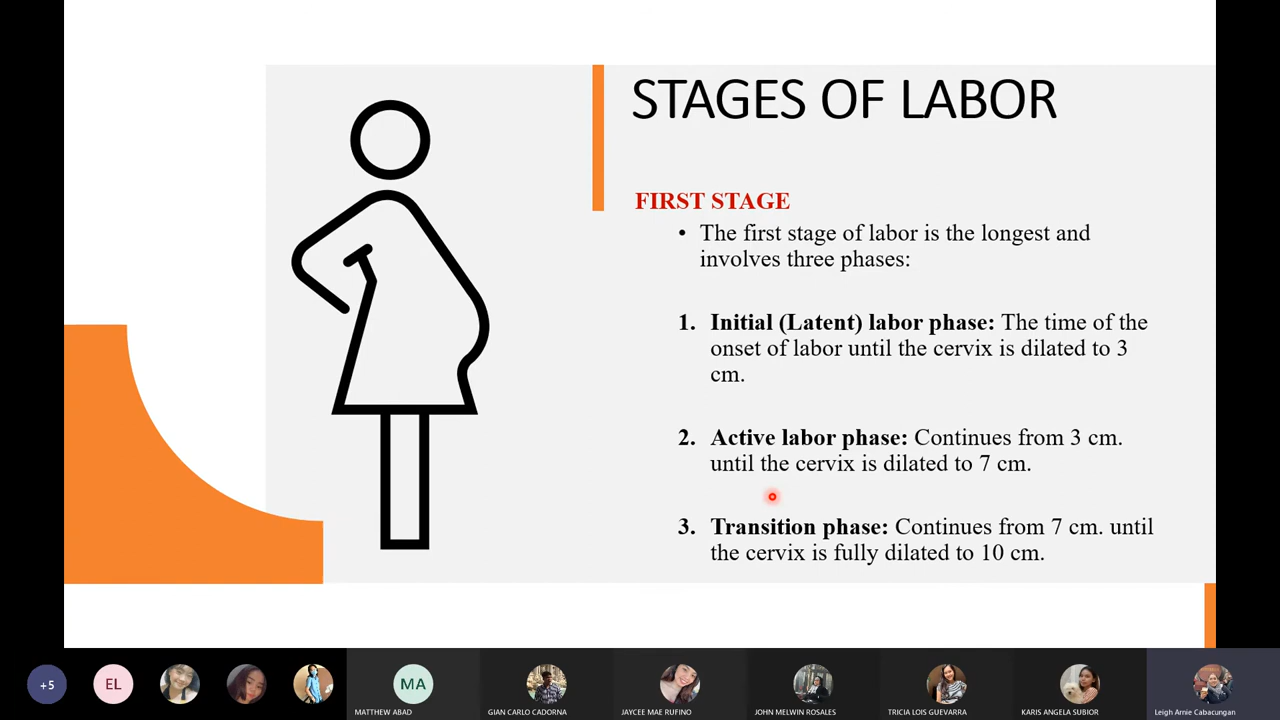 STAGES OF LABOR
FIRST STAGE
• The first stage of labor is the longest and
involves three phases:
1. Initial (Latent) labor phase: The time of the
onset of labor until the cervix is dilated to 3
cm.
2. Active labor phase: Continues from 3 cm.
until the cervix is dilated to 7 cm.
3. Transition phase: Continues from 7 cm. until
the cervix is fully dilated to 10 cm.
+5
EL
MA
MATTHEW ABAD
GIAN CARLO CADORNA
JAYCEE MAE RUFINO
JOHN MELWIN ROSALES
TRICIA LOIS GUEVARRA
KARIS ANGELA SUBIOR
Leigh Arnie Cabacungan